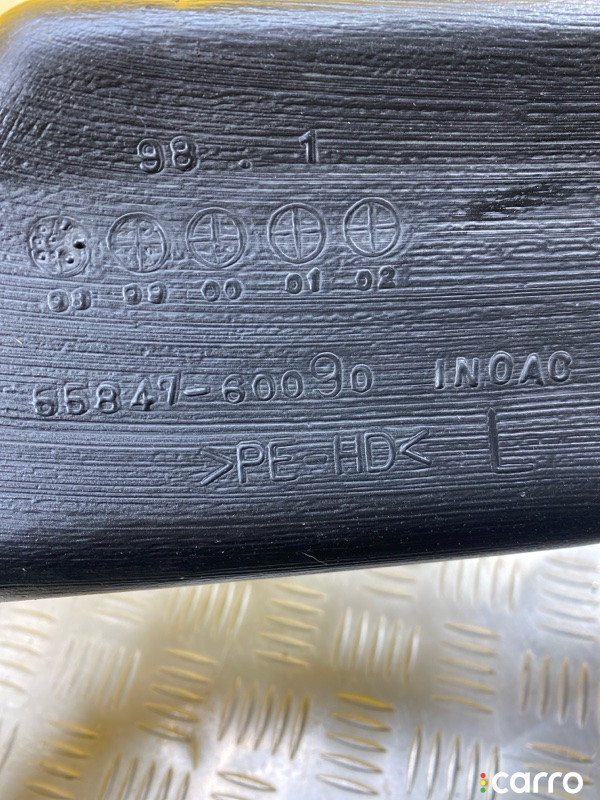 98 . 1
98 99 00 01 02
55847-60090 INOAC
>PE-HD< L
carro